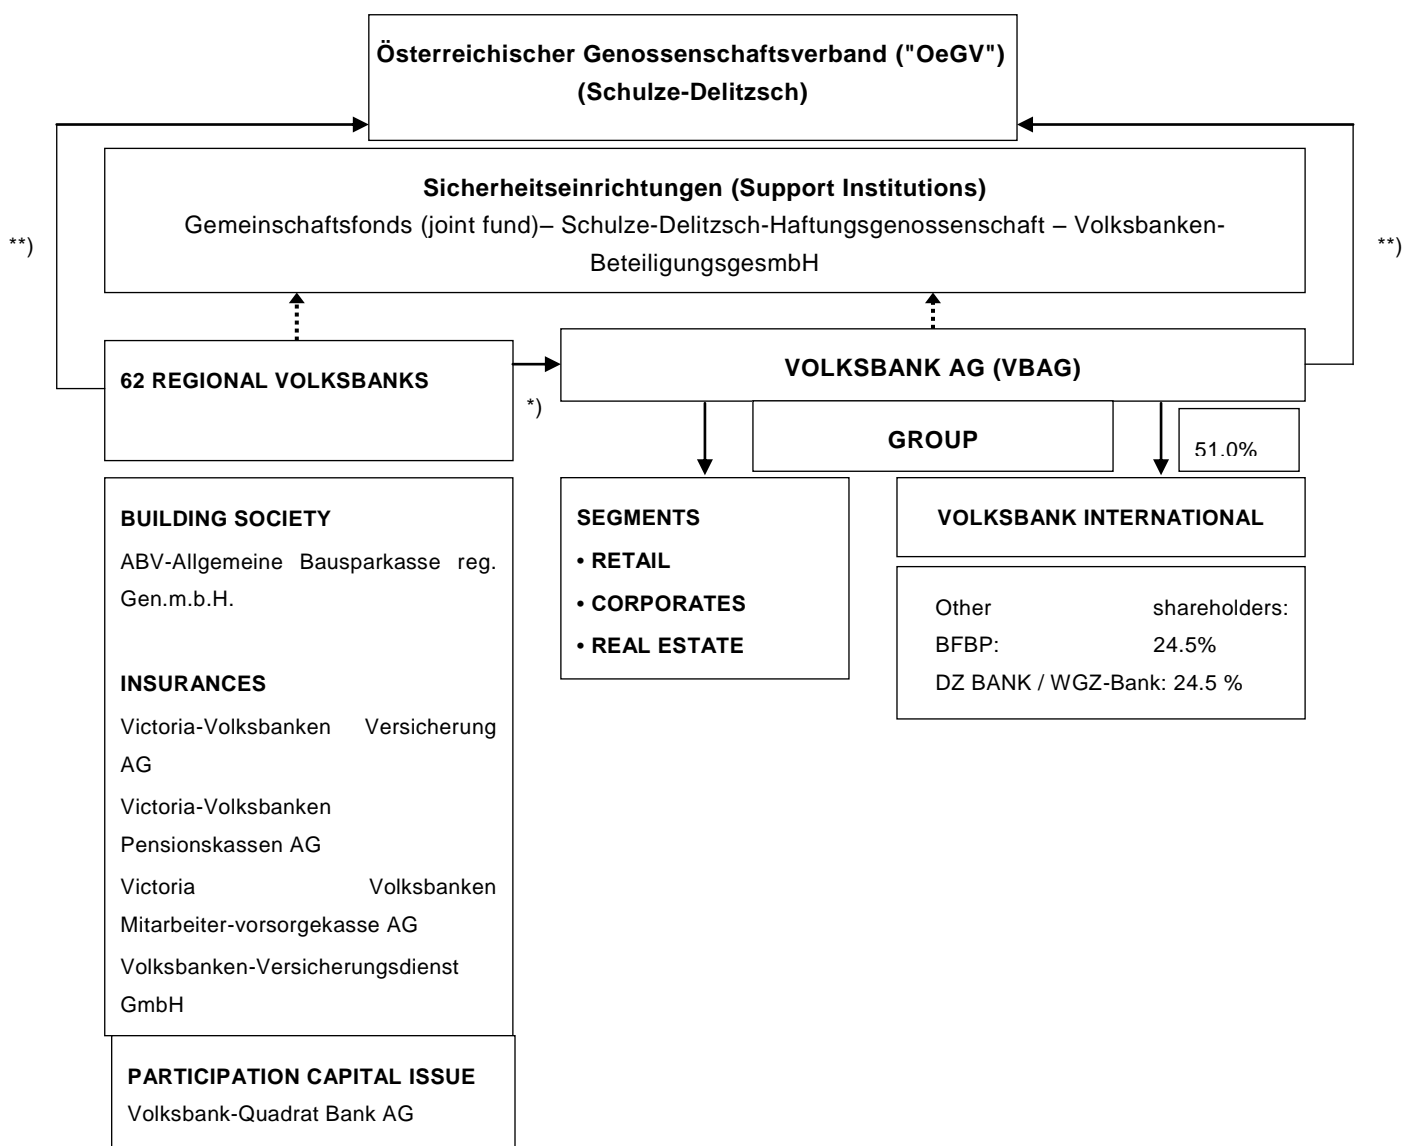 Österreichischer Genossenschaftsverband ("OeGV")
(Schulze-Delitzsch)
Sicherheitseinrichtungen (Support Institutions)
Gemeinschaftsfonds (joint fund)– Schulze-Delitzsch-Haftungsgenossenschaft – Volksbanken-
BeteiligungsgesmbH
**)
**)
62 REGIONAL VOLKSBANKS
*)
VOLKSBANK AG (VBAG)
GROUP
51.0%
BUILDING SOCIETY
ABV-Allgemeine Bausparkasse reg.
Gen.m.b.H.
INSURANCES
Victoria-Volksbanken Versicherung
AG
Victoria-Volksbanken
Pensionskassen AG
Victoria Volksbanken
Mitarbeiter-vorsorgekasse AG
Volksbanken-Versicherungsdienst
GmbH
PARTICIPATION CAPITAL ISSUE
Volksbank-Quadrat Bank AG
SEGMENTS
• RETAIL
• CORPORATES
• REAL ESTATE
VOLKSBANK INTERNATIONAL
Other shareholders:
BFBP: 24.5%
DZ BANK / WGZ-Bank: 24.5 %